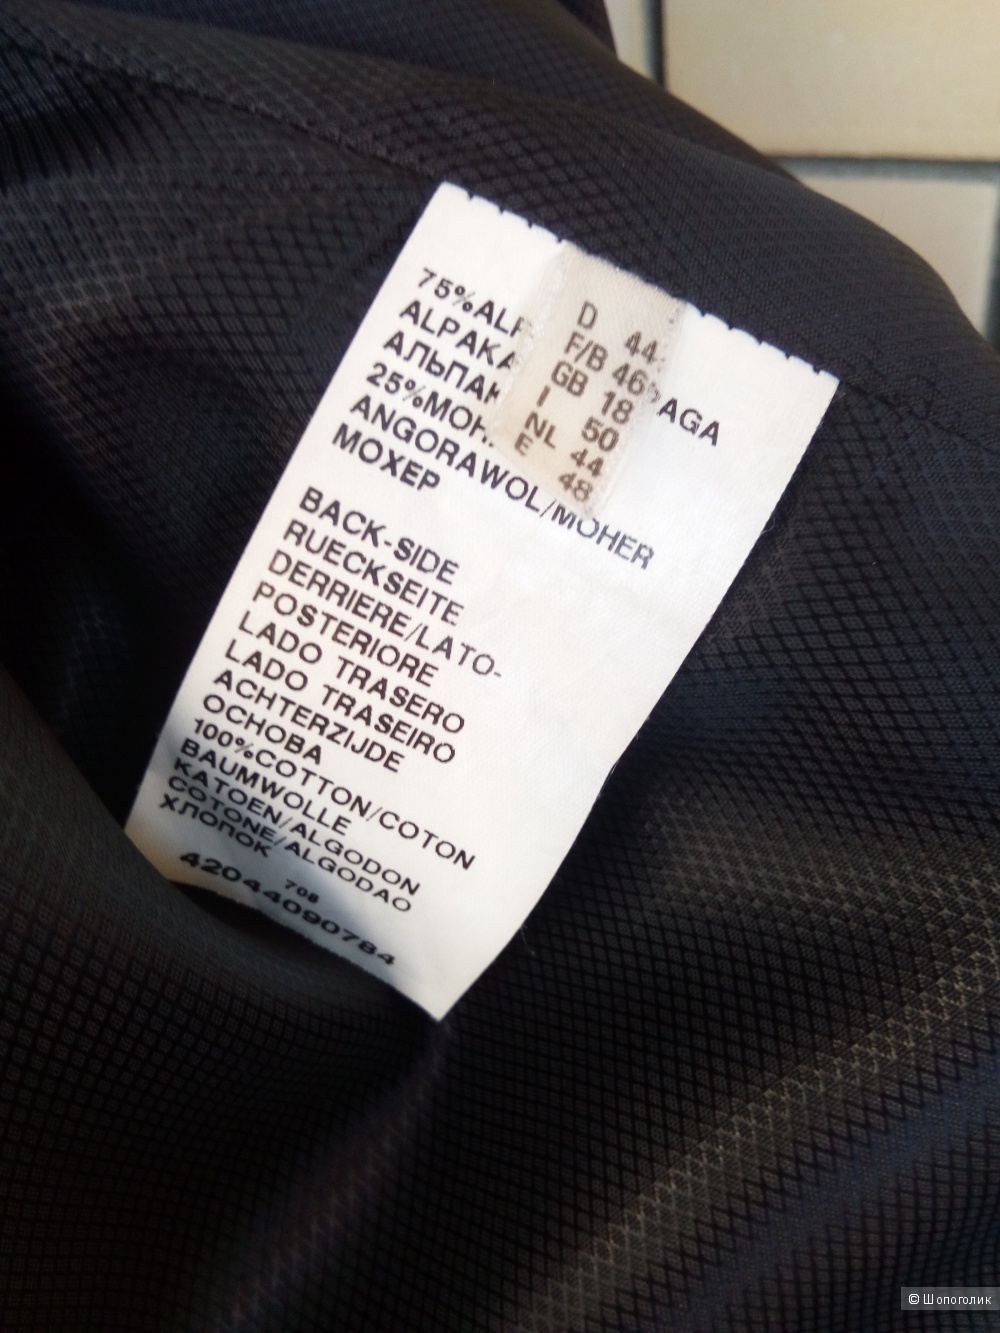 75%ALP
ALPAKA
АЛЬПАК
AGA
25%MOH
ANGORAWOL/MOHER
МОХЕР
D 44
F/B 46
GB 18
I 50
NL 44
E 48
BACK-SIDE
RUECKSEITE
DERRIERE/LATO-
POSTERIORE
LADO TRASERO
LADO TRASEIRO
ACHTERZIJDE
ОСНОВА
100%COTTON/COTON
BAUMWOLLE
KATOEN/ALGODON
COTONE/ALGODAO
ХЛОПОК
708
42044090784
© Шопоголик